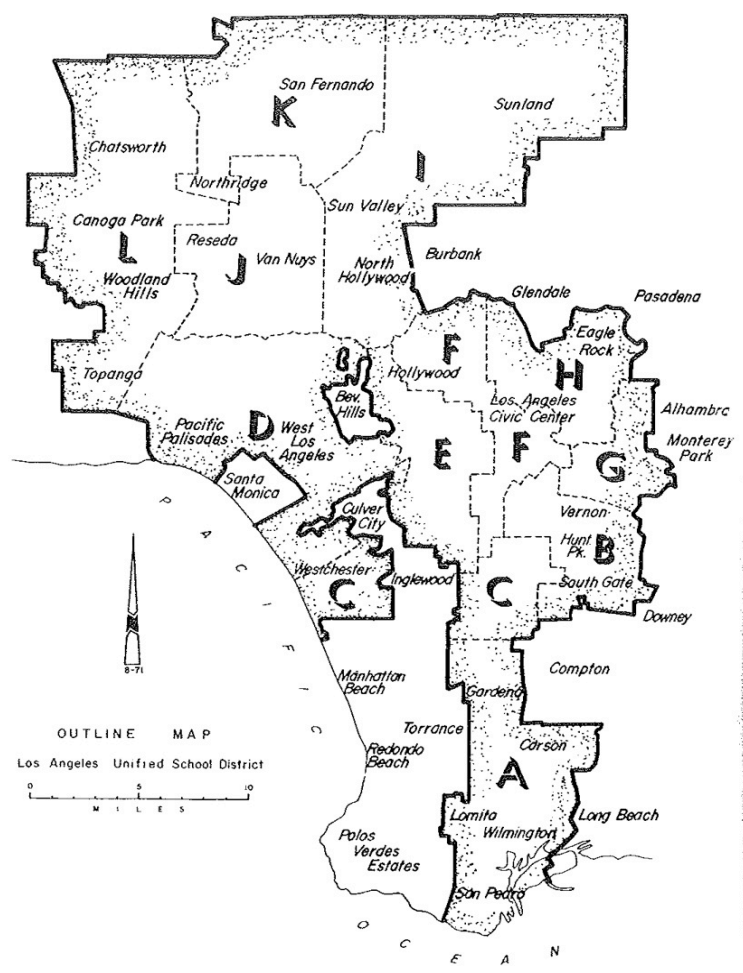 San Fernando
K
Sunland
Chatsworth
I
Northridge
Sun Valley
Canoga Park
L
Reseda
J
Van Nuys
North
Hollywood
Burbank
Woodland
Hills
Glendale
Pasadena
Eagle
Rock
F
Hollywood
H
Topanga
Bev.
Hills
Los Angeles
Civic Center
Alhambra
Pacific
Palisades
D
West
Los
Angeles
E
F
G
Monterey
Park
Santa
Monica
Culver
City
Vernon
Hunt.
Pk.
B
Westchester
C
Inglewood
C
South Gate
Downey
PACIFIC
8-71
Manhattan
Beach
Gardena
Compton
OUTLINE MAP
Los Angeles Unified School District
0 5 10
MILES
Torrance
Redondo
Beach
Carson
A
Lomita
Wilmington
Long Beach
Palos
Verdes
Estates
San Pedro
OCEAN